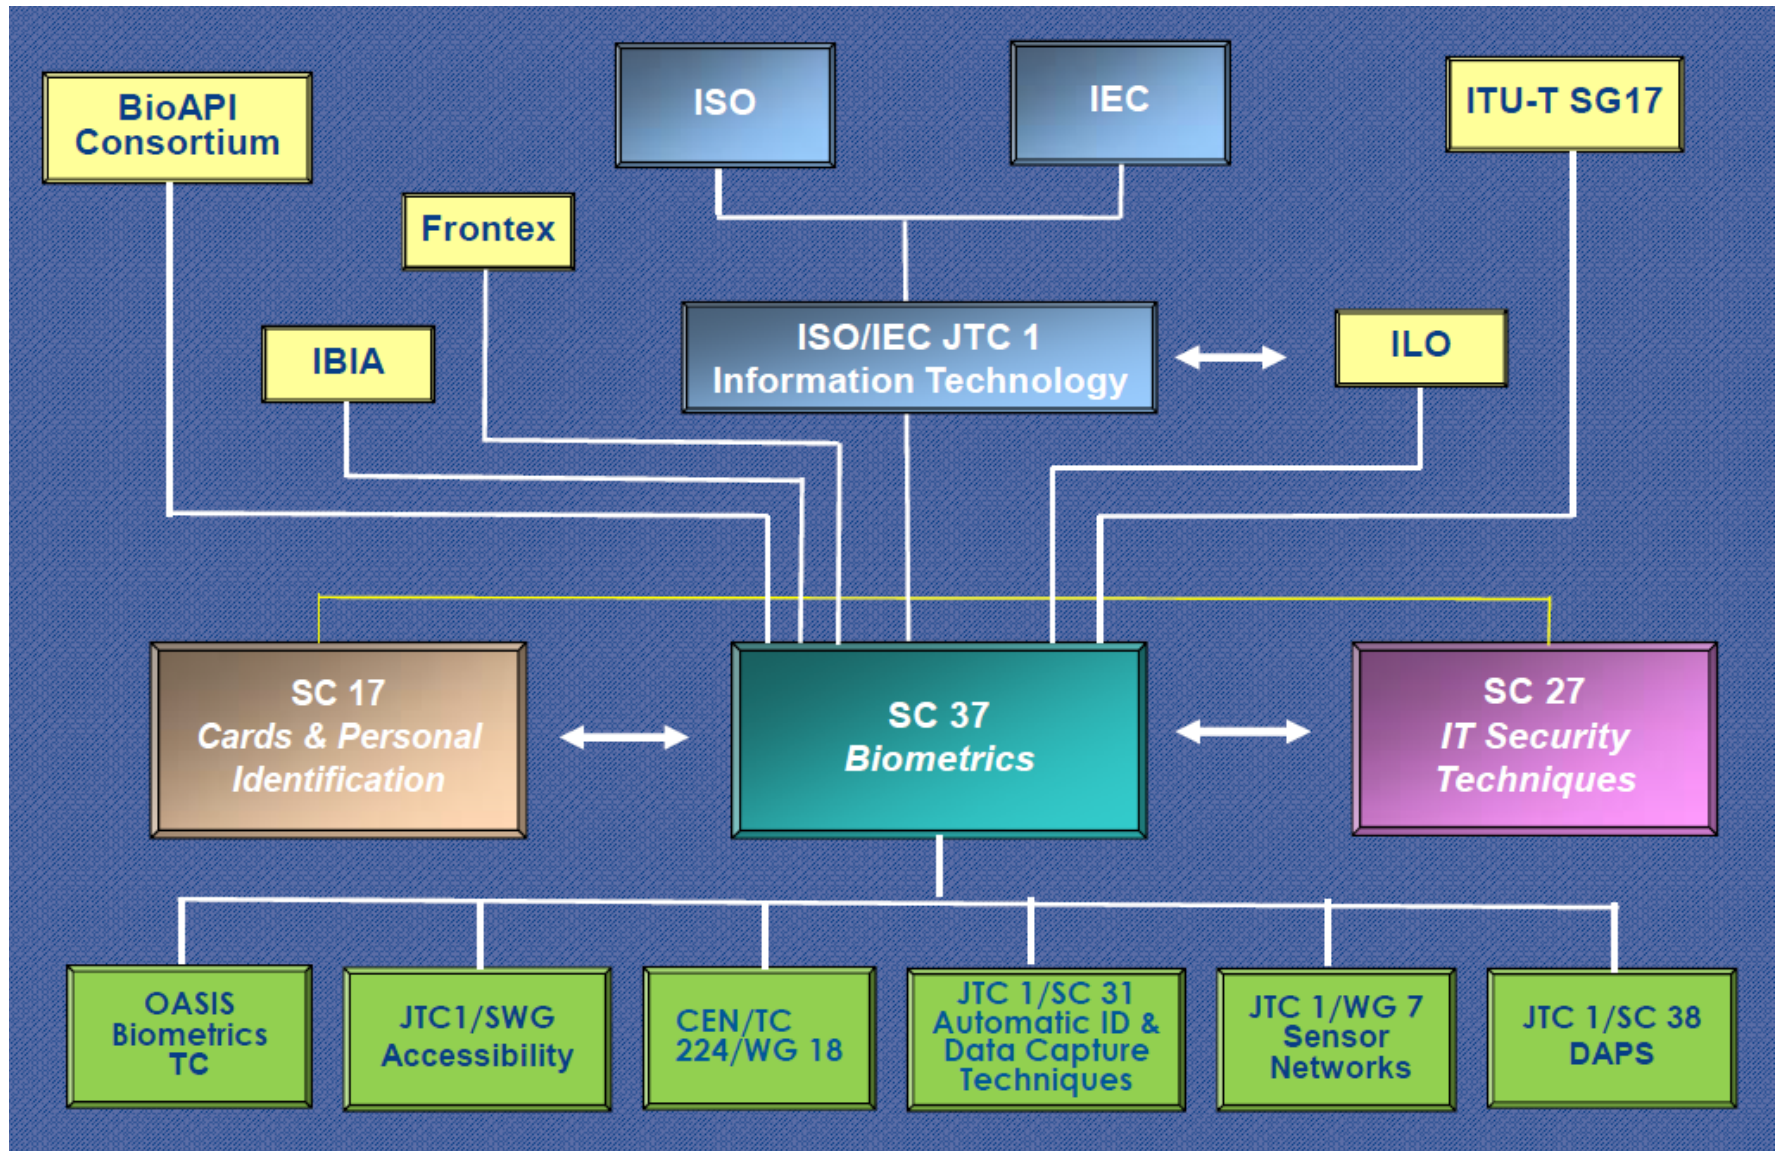 BioAPI
Consortium
ISO
IEC
ITU-T SG17
Frontex
IBIA
ISO/IEC JTC 1
Information Technology
ILO
SC 17
Cards & Personal
Identification
SC 37
Biometrics
SC 27
IT Security
Techniques
OASIS
Biometrics
TC
JTC1/SWG
Accessibility
CEN/TC
224/WG 18
JTC 1/SC 31
Automatic ID &
Data Capture
Techniques
JTC 1/WG 7
Sensor
Networks
JTC 1/SC 38
DAPS